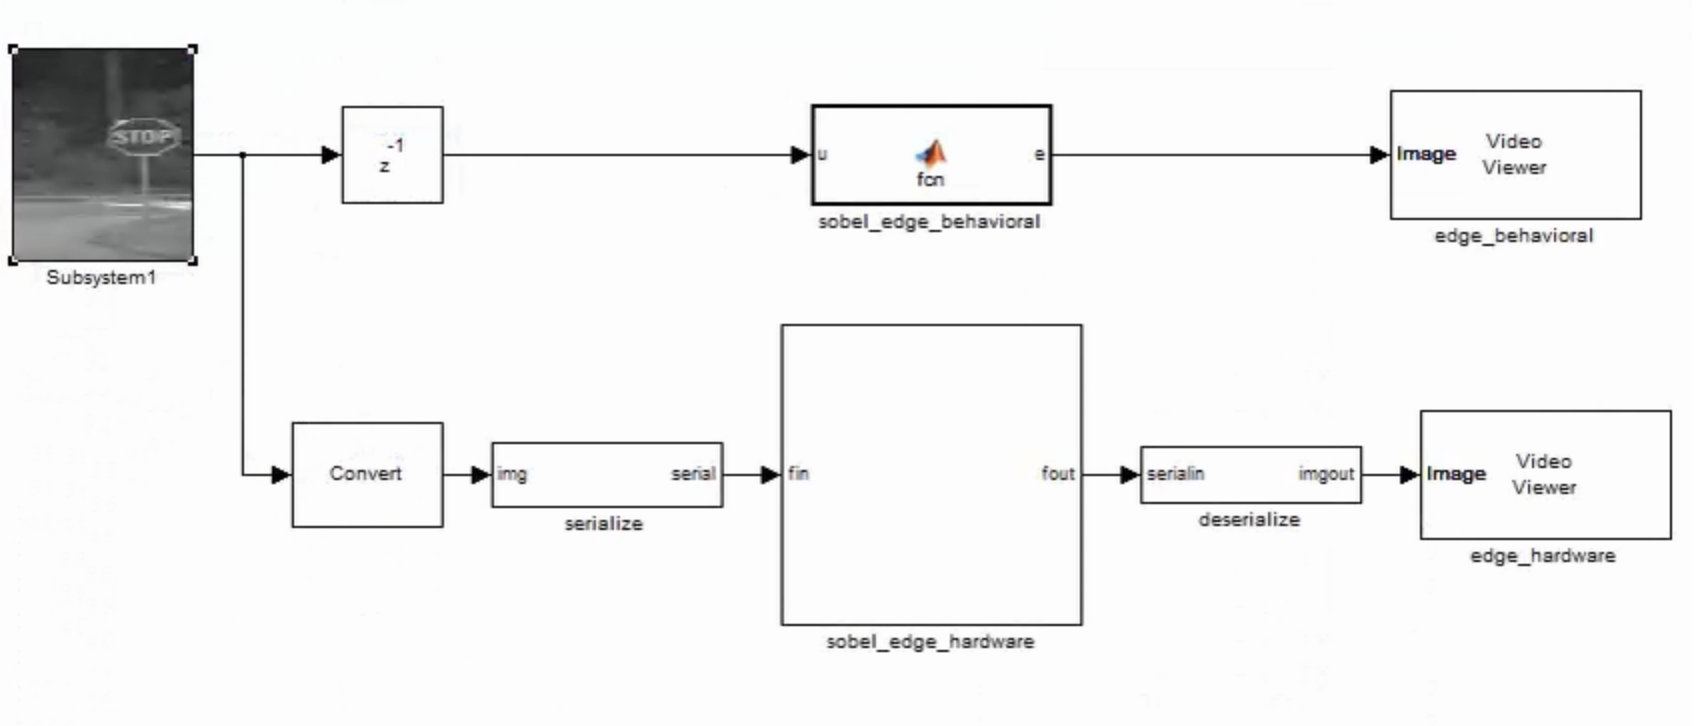 STOP
Subsystem1
-1
z
u
fcn
e
sobel_edge_behavioral
Image
Video
Viewer
edge_behavioral
Convert
img
serial
serialize
fin
fout
sobel_edge_hardware
serialin
imgout
deserialize
Image
Video
Viewer
edge_hardware